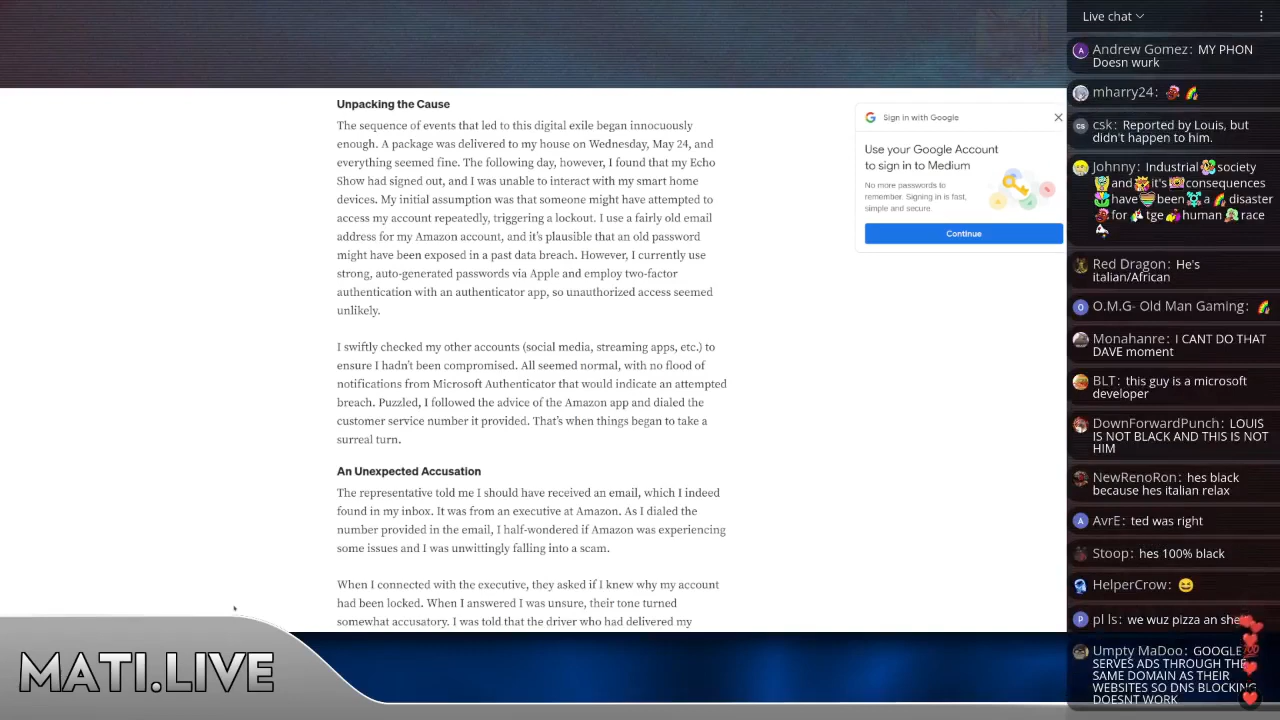 Unpacking the Cause
The sequence of events that led to this digital exile began innocuously
enough. A package was delivered to my house on Wednesday, May 24, and
everything seemed fine. The following day, however, I found that my Echo
Show had signed out, and I was unable to interact with my smart home
devices. My initial assumption was that someone might have attempted to
access my account repeatedly, triggering a lockout. I use a fairly old email
address for my Amazon account, and it's plausible that an old password
might have been exposed in a past data breach. However, I currently use
strong, auto-generated passwords via Apple and employ two-factor
authentication with an authenticator app, so unauthorized access seemed
unlikely.
I swiftly checked my other accounts (social media, streaming apps, etc.) to
ensure I hadn't been compromised. All seemed normal, with no flood of
notifications from Microsoft Authenticator that would indicate an attempted
breach. Puzzled, I followed the advice of the Amazon app and dialed the
customer service number it provided. That's when things began to take a
surreal turn.
An Unexpected Accusation
The representative told me I should have received an email, which I indeed
found in my inbox. It was from an executive at Amazon. As I dialed the
number provided in the email, I half-wondered if Amazon was experiencing
some issues and I was unwittingly falling into a scam.
When I connected with the executive, they asked if I knew why my account
had been locked. When I answered I was unsure, their tone turned
somewhat accusatory. I was told that the driver who had delivered my
Sign in with Google
Use your Google Account
to sign in to Medium
No more passwords to
remember. Signing in is fast,
simple and secure.
Continue
MATI.LIVE
Live chat
Andrew Gomez: MY PHON
Doesn wurk
mharry24: 🌈
csk: Reported by Louis, but
didn't happen to him.
Johnny: Industrial society
and it's consequences
have been a disaster
for tge human race
Red Dragon: He's
italian/African
O.M.G- Old Man Gaming: 🌈
Monahanre: I CANT DO THAT
DAVE moment
BLT: this guy is a microsoft
developer
DownForwardPunch: LOUIS
IS NOT BLACK AND THIS IS NOT
HIM
NewRenoRon: hes black
because hes italian relax
AvrE: ted was right
Stoop: hes 100% black
HelperCrow: 😆
pl ls: we wuz pizza an shee
Umpty MaDoo: GOOGLE
SERVES ADS THROUGH THE
SAME DOMAIN AS THEIR
WEBSITES SO DNS BLOCKING
DOESNT WORK